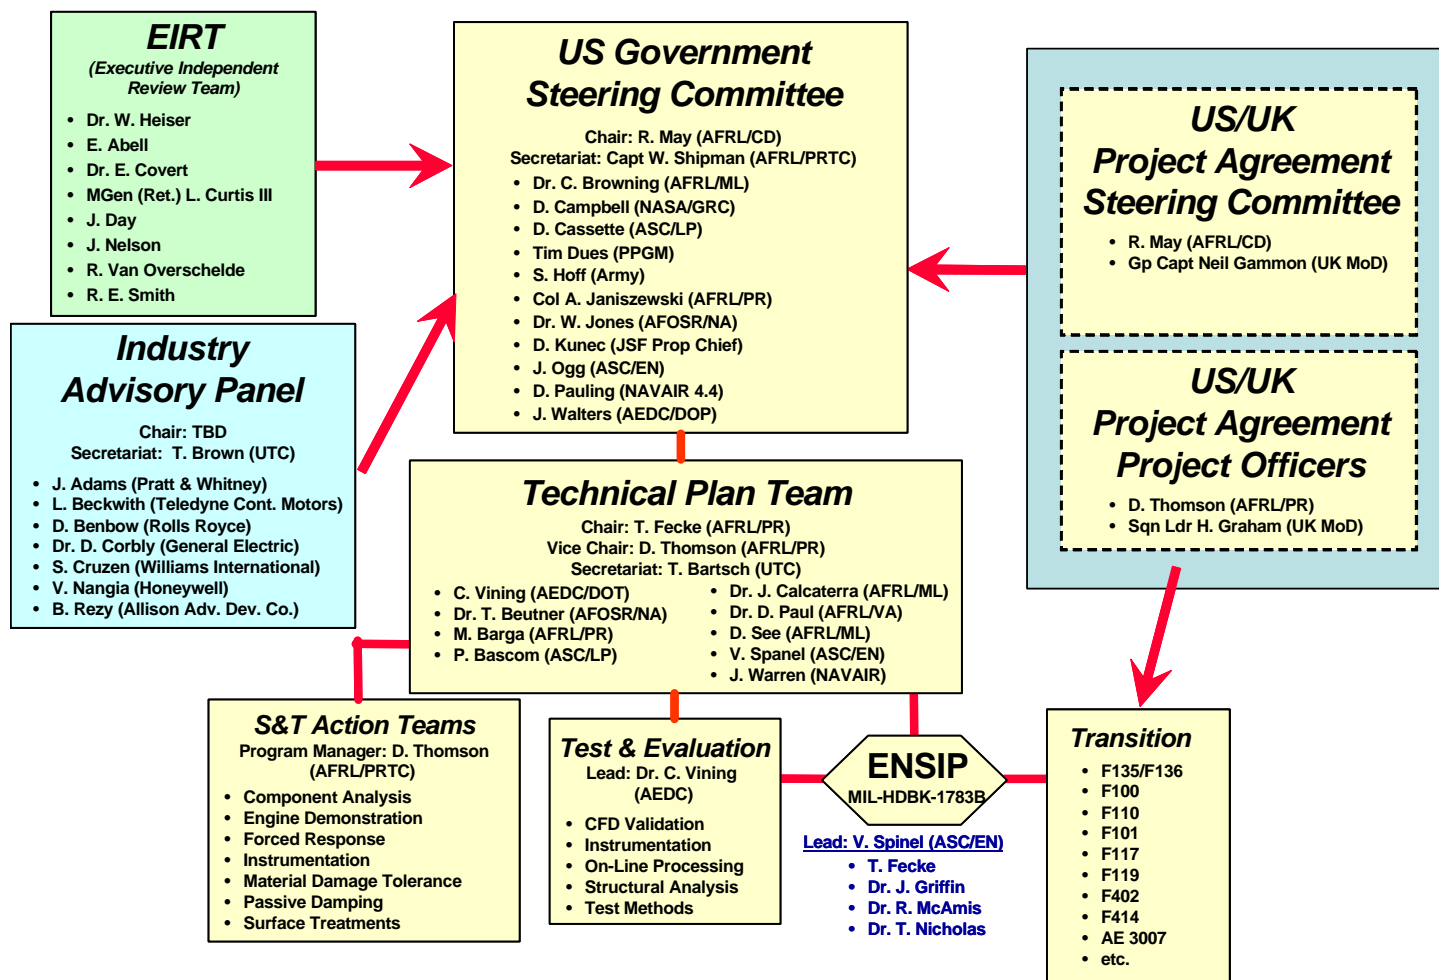 EIRT
(Executive Independent
Review Team)
• Dr. W. Heiser
• E. Abell
• Dr. E. Covert
• MGen (Ret.) L. Curtis III
• J. Day
• J. Nelson
• R. Van Overschelde
• R. E. Smith
US Government
Steering Committee
Chair: R. May (AFRL/CD)
Secretariat: Capt W. Shipman (AFRL/PRTC)
• Dr. C. Browning (AFRL/ML)
• D. Campbell (NASA/GRC)
• D. Cassette (ASC/LP)
• Tim Dues (PPGM)
• S. Hoff (Army)
• Col A. Janiszewski (AFRL/PR)
• Dr. W. Jones (AFOSR/NA)
• D. Kunec (JSF Prop Chief)
• J. Ogg (ASC/EN)
• D. Pauling (NAVAIR 4.4)
• J. Walters (AEDC/DOP)
US/UK
Project Agreement
Steering Committee
• R. May (AFRL/CD)
• Gp Capt Neil Gammon (UK MoD)
US/UK
Project Agreement
Project Officers
• D. Thomson (AFRL/PR)
• Sqn Ldr H. Graham (UK MoD)
Industry
Advisory Panel
Chair: TBD
Secretariat: T. Brown (UTC)
• J. Adams (Pratt & Whitney)
• L. Beckwith (Teledyne Cont. Motors)
• D. Benbow (Rolls Royce)
• Dr. D. Corbly (General Electric)
• S. Cruzen (Williams International)
• V. Nangia (Honeywell)
• B. Rezy (Allison Adv. Dev. Co.)
Technical Plan Team
Chair: T. Fecke (AFRL/PR)
Vice Chair: D. Thomson (AFRL/PR)
Secretariat: T. Bartsch (UTC)
• C. Vining (AEDC/DOT)
• Dr. T. Beutner (AFOSR/NA)
• M. Barga (AFRL/PR)
• P. Bascom (ASC/LP)
• Dr. J. Calcaterra (AFRL/ML)
• Dr. D. Paul (AFRL/VA)
• D. See (AFRL/ML)
• V. Spanel (ASC/EN)
• J. Warren (NAVAIR)
S&T Action Teams
Program Manager: D. Thomson
(AFRL/PRTC)
• Component Analysis
• Engine Demonstration
• Forced Response
• Instrumentation
• Material Damage Tolerance
• Passive Damping
• Surface Treatments
Test & Evaluation
Lead: Dr. C. Vining
(AEDC)
• CFD Validation
• Instrumentation
• On-Line Processing
• Structural Analysis
• Test Methods
ENSIP
MIL-HDBK-1783B
Lead: V. Spinel (ASC/EN)
• T. Fecke
• Dr. J. Griffin
• Dr. R. McAmis
• Dr. T. Nicholas
Transition
• F135/F136
• F100
• F110
• F101
• F117
• F119
• F402
• F414
• AE 3007
• etc.